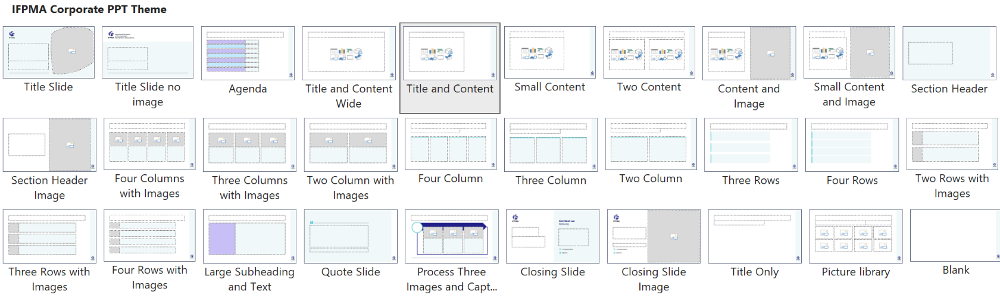 IFPMA Corporate PPT Theme
Title Slide
Title Slide no
image
Agenda
Title and Content
Wide
Title and Content
Small Content
Two Content
Content and
Image
Small Content
and Image
Section Header
Section Header
Image
Four Columns
with Images
Three Columns
with Images
Two Column with
Images
Four Column
Three Column
Two Column
Three Rows
Four Rows
Two Rows with
Images
Three Rows with
Images
Four Rows with
Images
Large Subheading
and Text
Quote Slide
Process Three
Images and Capt...
Contact us
Closing Slide
Closing Slide
Image
Title Only
Picture library
Blank